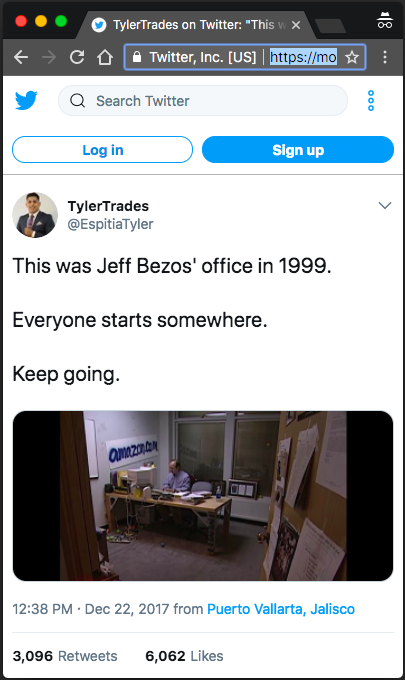 TylerTrades on Twitter: "This w
Twitter, Inc. [US] | https://mo
Search Twitter
Log in
Sign up
TylerTrades
@EspitiaTyler
This was Jeff Bezos' office in 1999.
Everyone starts somewhere.
Keep going.
amazon.com
12:38 PM · Dec 22, 2017 from Puerto Vallarta, Jalisco
3,096 Retweets 6,062 Likes